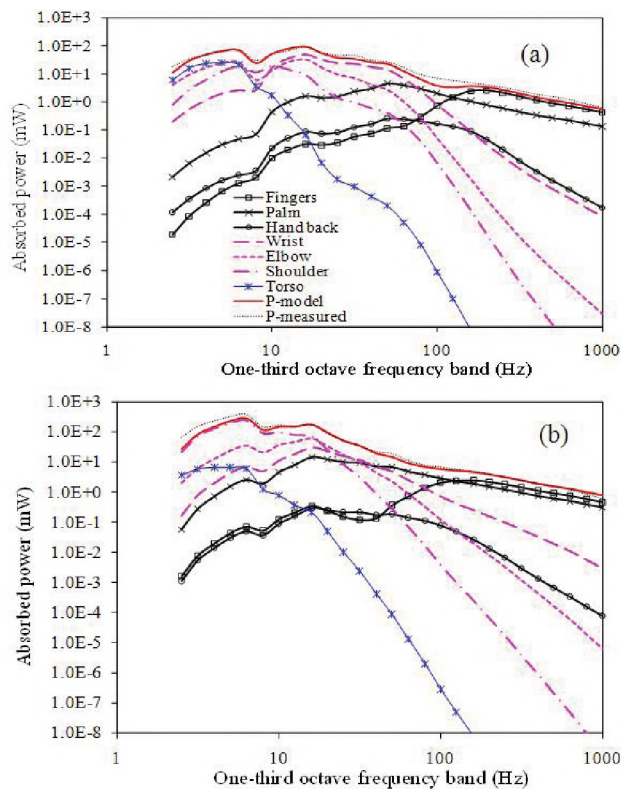 (a)
Absorbed power (mW)
1.0E+3
1.0E+2
1.0E+1
1.0E+0
1.0E-1
1.0E-2
1.0E-3
1.0E-4
1.0E-5
1.0E-6
1.0E-7
1.0E-8
Fingers
Palm
Hand back
Wrist
Elbow
Shoulder
Torso
P-model
P-measured
1 10 100 1000
One-third octave frequency band (Hz)
(b)
Absorbed power (mW)
1.0E+3
1.0E+2
1.0E+1
1.0E+0
1.0E-1
1.0E-2
1.0E-3
1.0E-4
1.0E-5
1.0E-6
1.0E-7
1.0E-8
1 10 100 1000
One-third octave frequency band (Hz)